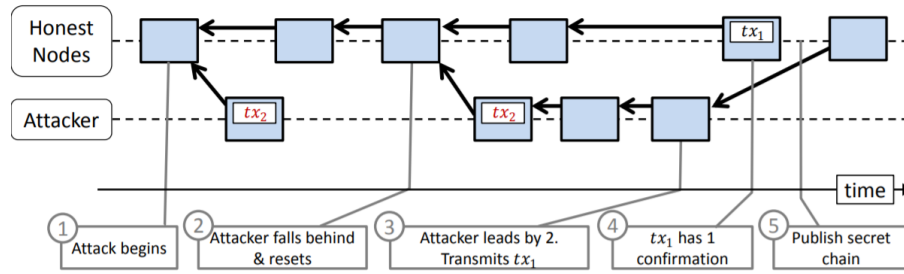 Honest
Nodes
tx₁
Attacker
tx₂
tx₂
time
1
Attack begins
2
Attacker falls behind
& resets
3
Attacker leads by 2.
Transmits tx₁
4
tx₁ has 1
confirmation
5
Publish secret
chain